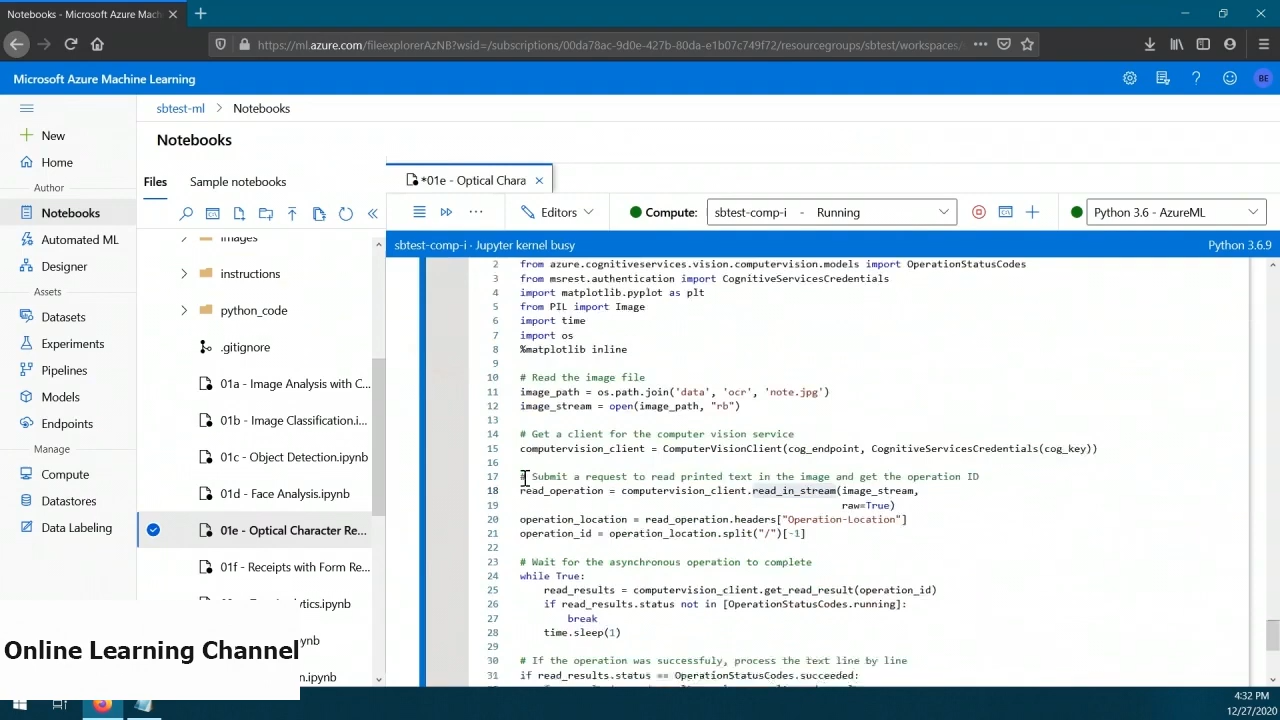 Notebooks - Microsoft Azure Mach
https://ml.azure.com/fileexplorerAzNB?wsid=/subscriptions/00da78ac-9d0e-427b-80da-e1b07c749f72/resourcegroups/sbtest/workspaces/
Microsoft Azure Machine Learning
BE
New
Home
Author
Notebooks
Automated ML
Designer
Assets
Datasets
Experiments
Pipelines
Models
Endpoints
Manage
Compute
Datastores
Data Labeling
sbtest-ml > Notebooks
Notebooks
Files Sample notebooks
images
instructions
python_code
.gitignore
01a - Image Analysis with C...
01b - Image Classification.i...
01c - Object Detection.ipynb
01d - Face Analysis.ipynb
01e - Optical Character Re...
01f - Receipts with Form Re...
ytics.ipynb
ynb
n.ipynb
*01e - Optical Chara
Editors
Compute: sbtest-comp-i - Running
Python 3.6 - AzureML
sbtest-comp-i · Jupyter kernel busy Python 3.6.9
2 from azure.cognitiveservices.vision.computervision.models import OperationStatusCodes
3 from msrest.authentication import CognitiveServicesCredentials
4 import matplotlib.pyplot as plt
5 from PIL import Image
6 import time
7 import os
8 %matplotlib inline
9
10 # Read the image file
11 image_path = os.path.join('data', 'ocr', 'note.jpg')
12 image_stream = open(image_path, "rb")
13
14 # Get a client for the computer vision service
15 computervision_client = ComputerVisionClient(cog_endpoint, CognitiveServicesCredentials(cog_key))
16
17 # Submit a request to read printed text in the image and get the operation ID
18 read_operation = computervision_client.read_in_stream(image_stream,
19 raw=True)
20 operation_location = read_operation.headers["Operation-Location"]
21 operation_id = operation_location.split("/")[-1]
22
23 # Wait for the asynchronous operation to complete
24 while True:
25 read_results = computervision_client.get_read_result(operation_id)
26 if read_results.status not in [OperationStatusCodes.running]:
27 break
28 time.sleep(1)
29
30 # If the operation was successfuly, process the text line by line
31 if read_results.status == OperationStatusCodes.succeeded:
Online Learning Channel
4:32 PM
12/27/2020